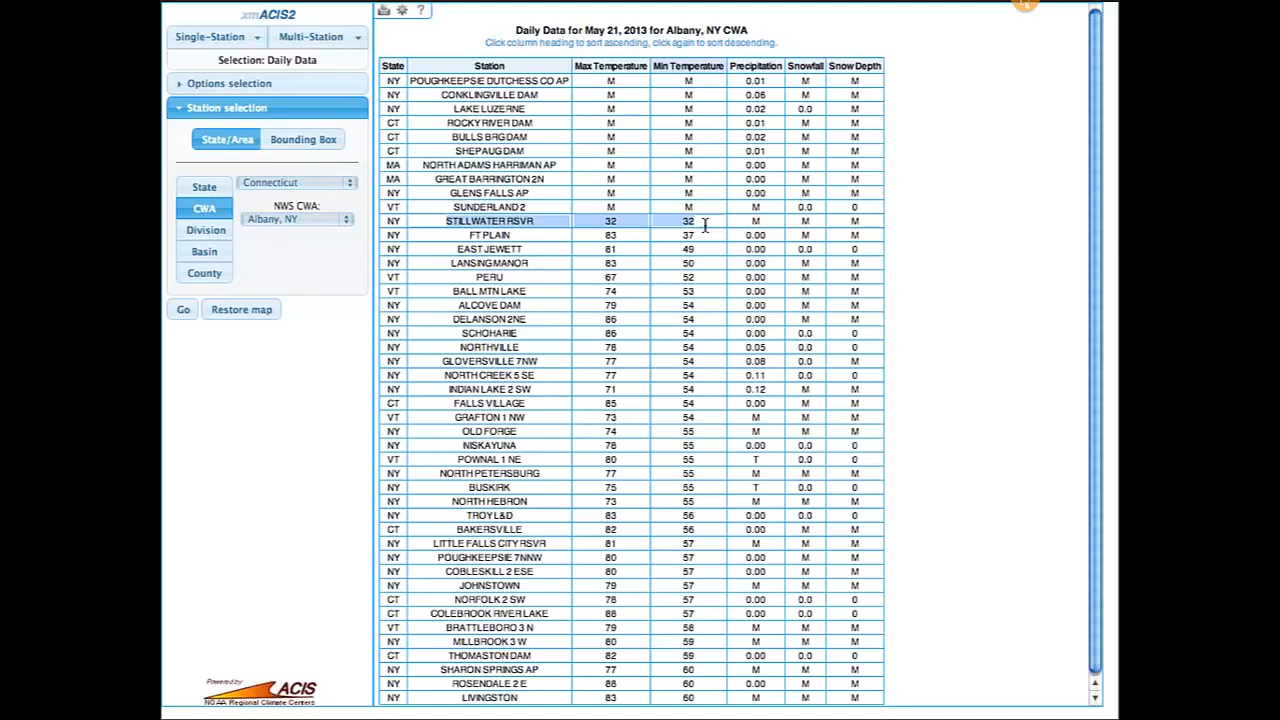 xmACIS2
Single-Station Multi-Station
Selection: Daily Data
Options selection
Station selection
State/Area Bounding Box
State Connecticut
NWS CWA:
CWA Albany, NY
Division
Basin
County
Go Restore map
Powered by
ACIS
NOAA Regional Climate Centers
?
Daily Data for May 21, 2013 for Albany, NY CWA
Click column heading to sort ascending, click again to sort descending.
State Station Max Temperature Min Temperature Precipitation Snowfall Snow Depth
NY POUGHKEEPSIE DUTCHESS CO AP M M 0.01 M M
NY CONKLINGVILLE DAM M M 0.06 M M
NY LAKE LUZERNE M M 0.02 0.0 M
CT ROCKY RIVER DAM M M 0.01 M M
CT BULLS BRG DAM M M 0.02 M M
CT SHEPAUG DAM M M 0.01 M M
MA NORTH ADAMS HARRIMAN AP M M 0.00 M M
MA GREAT BARRINGTON 2N M M 0.00 M M
NY GLENS FALLS AP M M 0.00 M M
VT SUNDERLAND 2 M M M 0.0 0
NY STILLWATER RSVR 32 32 M M M
NY FT PLAIN 83 37 0.00 M M
NY EAST JEWETT 81 49 0.00 0.0 0
NY LANSING MANOR 83 50 0.00 M M
VT PERU 67 52 0.00 M M
VT BALL MTN LAKE 74 53 0.00 M M
NY ALCOVE DAM 79 54 0.00 M M
NY DELANSON 2NE 86 54 0.00 M M
NY SCHOHARIE 86 54 0.00 0.0 0
NY NORTHVILLE 78 54 0.05 0.0 0
NY GLOVERSVILLE 7NW 77 54 0.08 0.0 M
NY NORTH CREEK 5 SE 77 54 0.11 0.0 0
NY INDIAN LAKE 2 SW 71 54 0.12 M M
CT FALLS VILLAGE 85 54 0.00 M M
VT GRAFTON 1 NW 73 54 M M M
NY OLD FORGE 74 55 M M M
NY NISKAYUNA 78 55 0.00 0.0 0
VT POWNAL 1 NE 80 55 T 0.0 0
NY NORTH PETERSBURG 77 55 M M M
NY BUSKIRK 75 55 T 0.0 0
NY NORTH HEBRON 73 55 M M M
NY TROY L&D 83 56 0.00 0.0 0
CT BAKERSVILLE 82 56 0.00 M M
NY LITTLE FALLS CITY RSVR 81 57 M M M
NY POUGHKEEPSIE 7NNW 80 57 0.00 M M
NY COBLESKILL 2 ESE 80 57 0.00 M M
NY JOHNSTOWN 79 57 M M M
CT NORFOLK 2 SW 78 57 0.00 0.0 0
CT COLEBROOK RIVER LAKE 88 57 0.00 0.0 0
VT BRATTLEBORO 3 N 79 58 M M M
NY MILLBROOK 3 W 80 59 M M M
CT THOMASTON DAM 82 59 0.00 0.0 0
NY SHARON SPRINGS AP 77 60 M M M
NY ROSENDALE 2 E 88 60 0.00 M M
NY LIVINGSTON 83 60 M M M